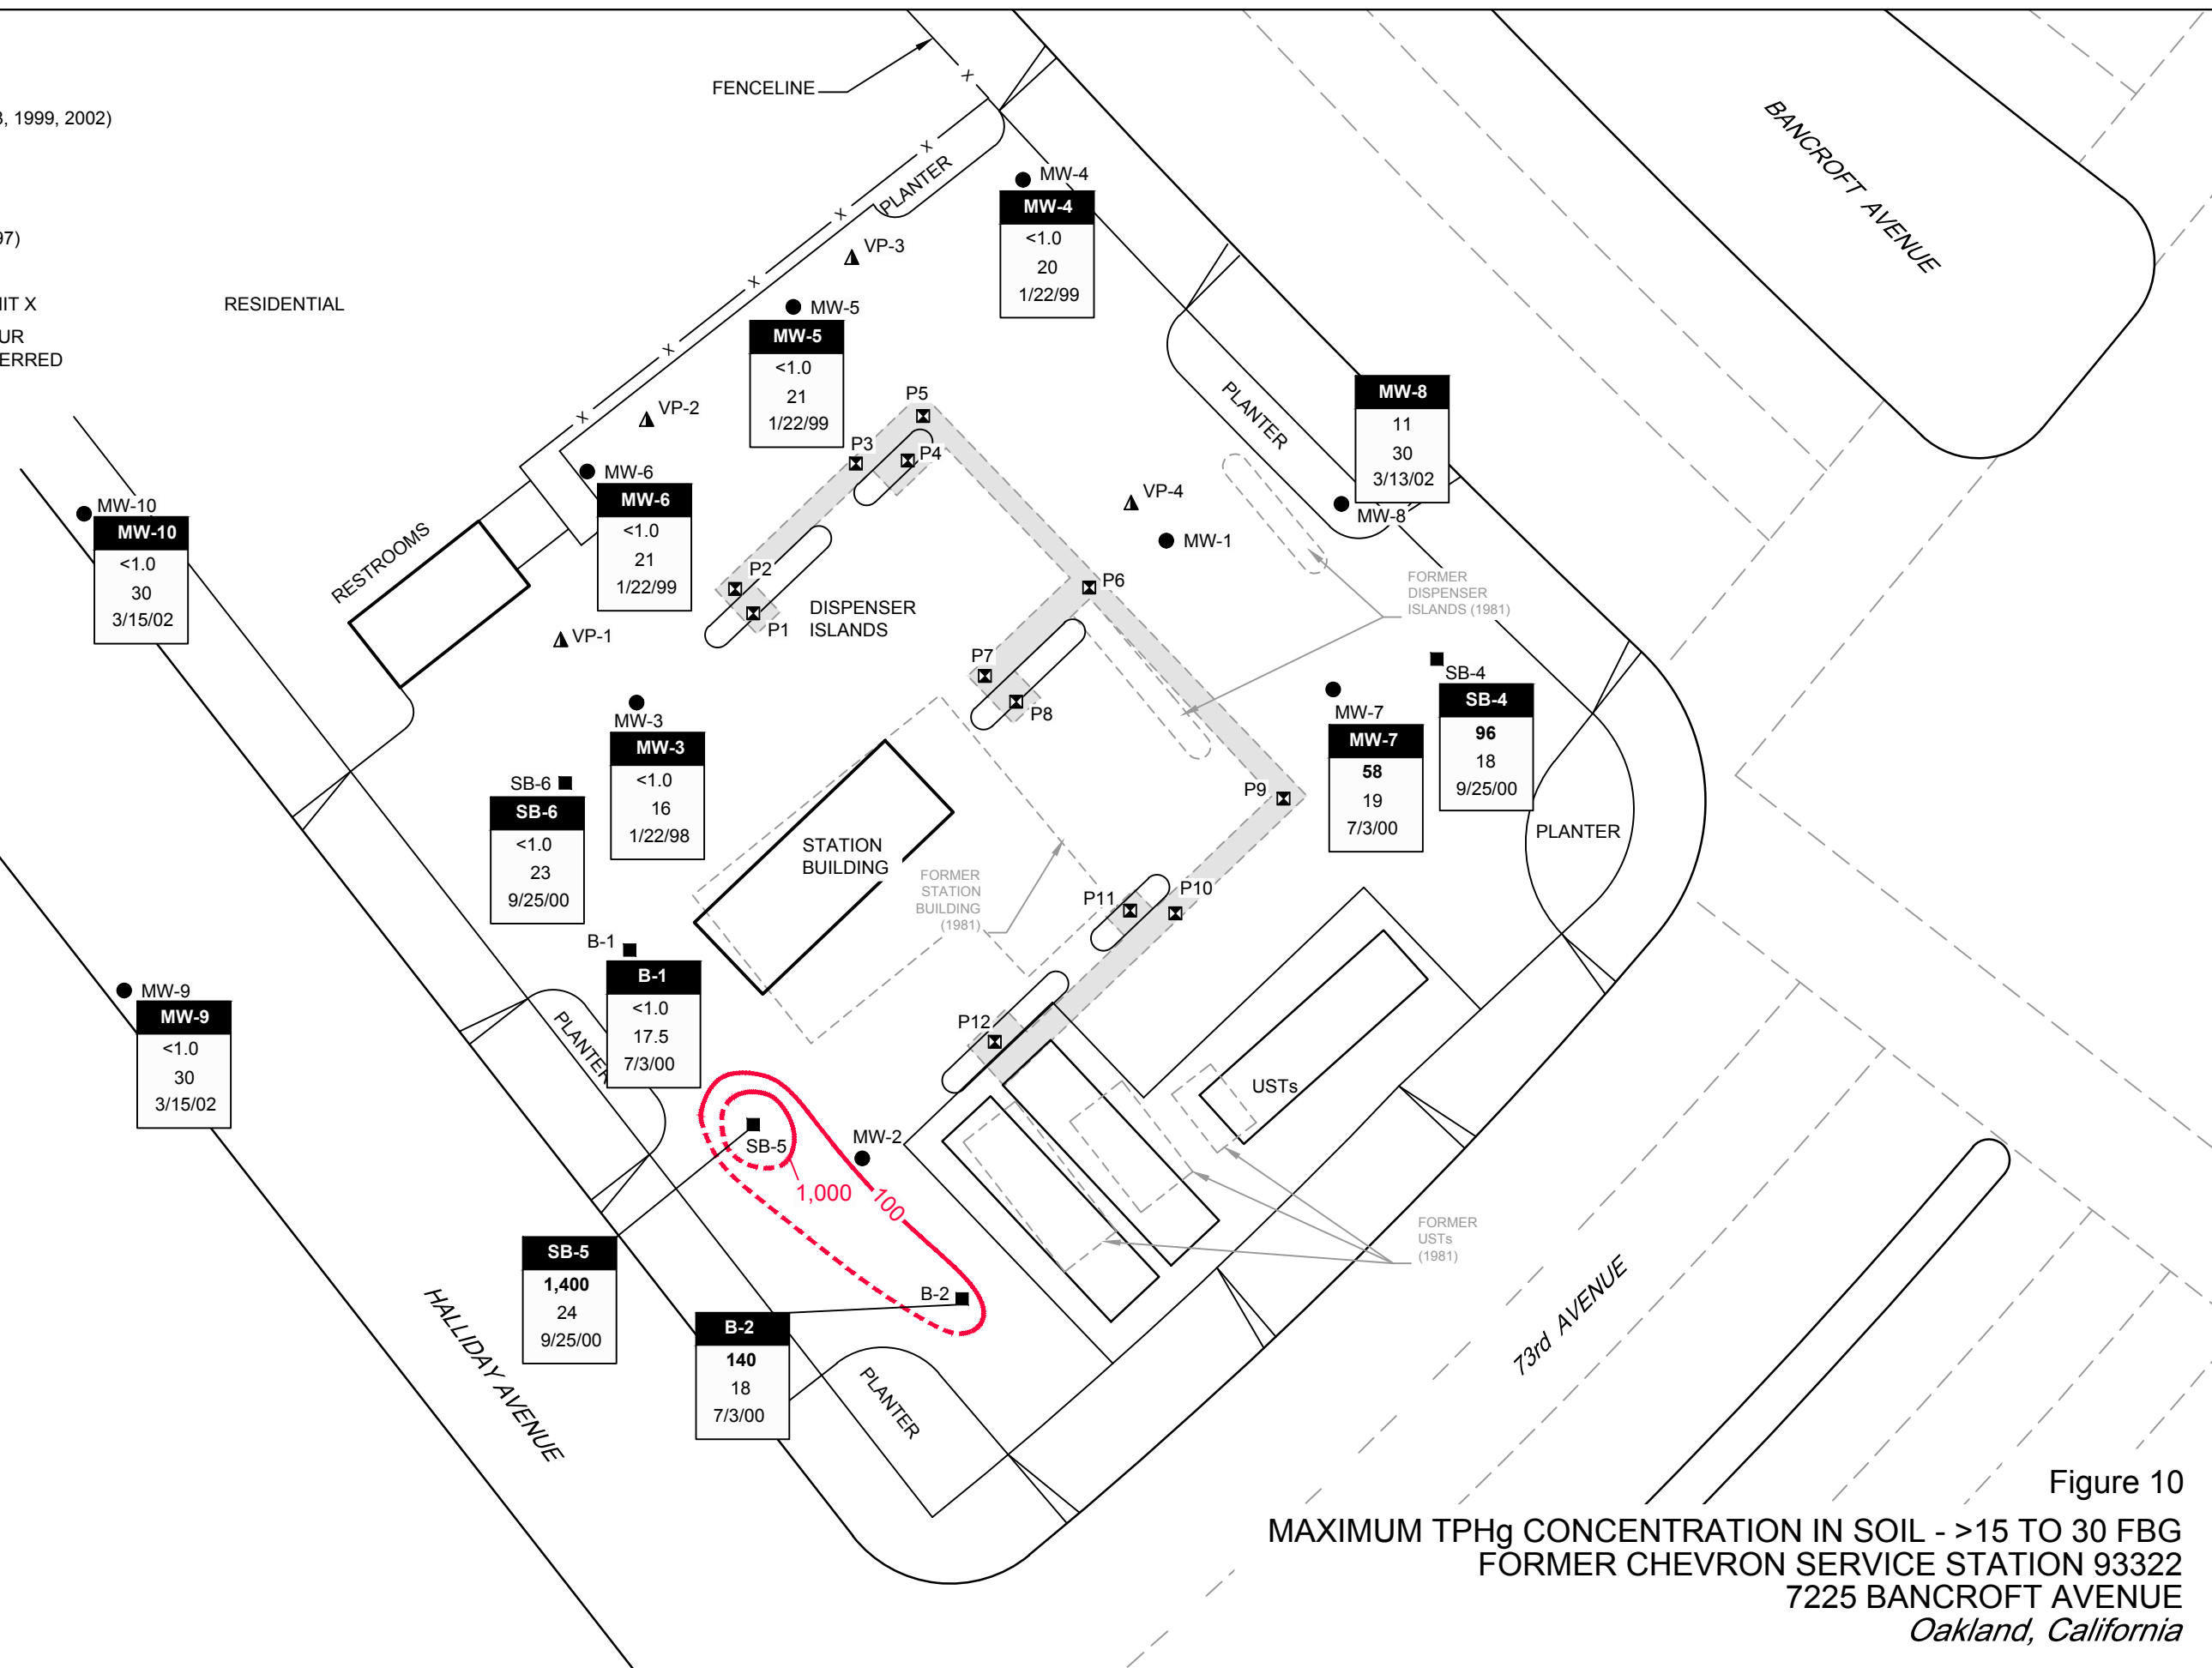 FENCELINE
3, 1999, 2002)
97)
IIT X
UR
ERRED
RESIDENTIAL
BANCROFT AVENUE
PLANTER
VP-3
MW-4
MW-4
<1.0
20
1/22/99
MW-5
MW-5
<1.0
21
1/22/99
VP-2
P5
P3
P4
PLANTER
MW-8
11
30
3/13/02
MW-8
MW-6
MW-6
<1.0
21
1/22/99
MW-10
MW-10
<1.0
30
3/15/02
RESTROOMS
VP-4
MW-1
P2
P1
DISPENSER
ISLANDS
P6
FORMER
DISPENSER
ISLANDS (1981)
VP-1
P7
P8
SB-4
SB-4
96
18
9/25/00
MW-7
MW-7
58
19
7/3/00
MW-3
MW-3
<1.0
16
1/22/98
SB-6
SB-6
<1.0
23
9/25/00
P9
PLANTER
STATION
BUILDING
FORMER
STATION
BUILDING
(1981)
P11
P10
B-1
B-1
<1.0
17.5
7/3/00
MW-9
MW-9
<1.0
30
3/15/02
PLANTER
P12
USTs
SB-5
MW-2
1,000
100
FORMER
USTs
(1981)
SB-5
1,400
24
9/25/00
B-2
B-2
140
18
7/3/00
HALLIDAY AVENUE
PLANTER
73rd AVENUE
Figure 10
MAXIMUM TPHg CONCENTRATION IN SOIL - >15 TO 30 FBG
FORMER CHEVRON SERVICE STATION 93322
7225 BANCROFT AVENUE
Oakland, California